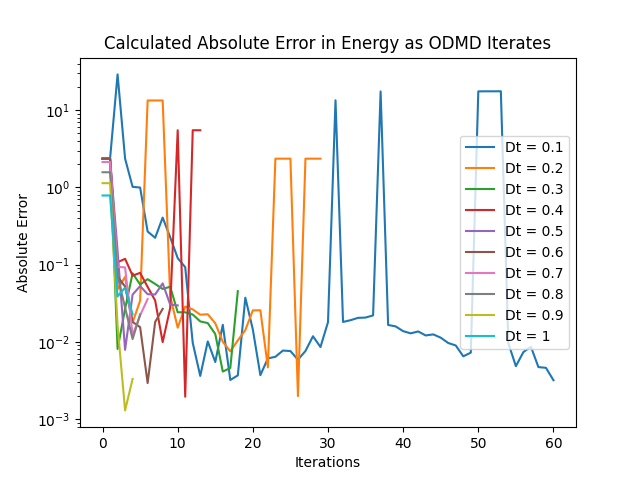 Calculated Absolute Error in Energy as ODMD Iterates
Absolute Error
10¹
10⁰
10⁻¹
10⁻²
10⁻³
Dt = 0.1
Dt = 0.2
Dt = 0.3
Dt = 0.4
Dt = 0.5
Dt = 0.6
Dt = 0.7
Dt = 0.8
Dt = 0.9
Dt = 1
0 10 20 30 40 50 60
Iterations